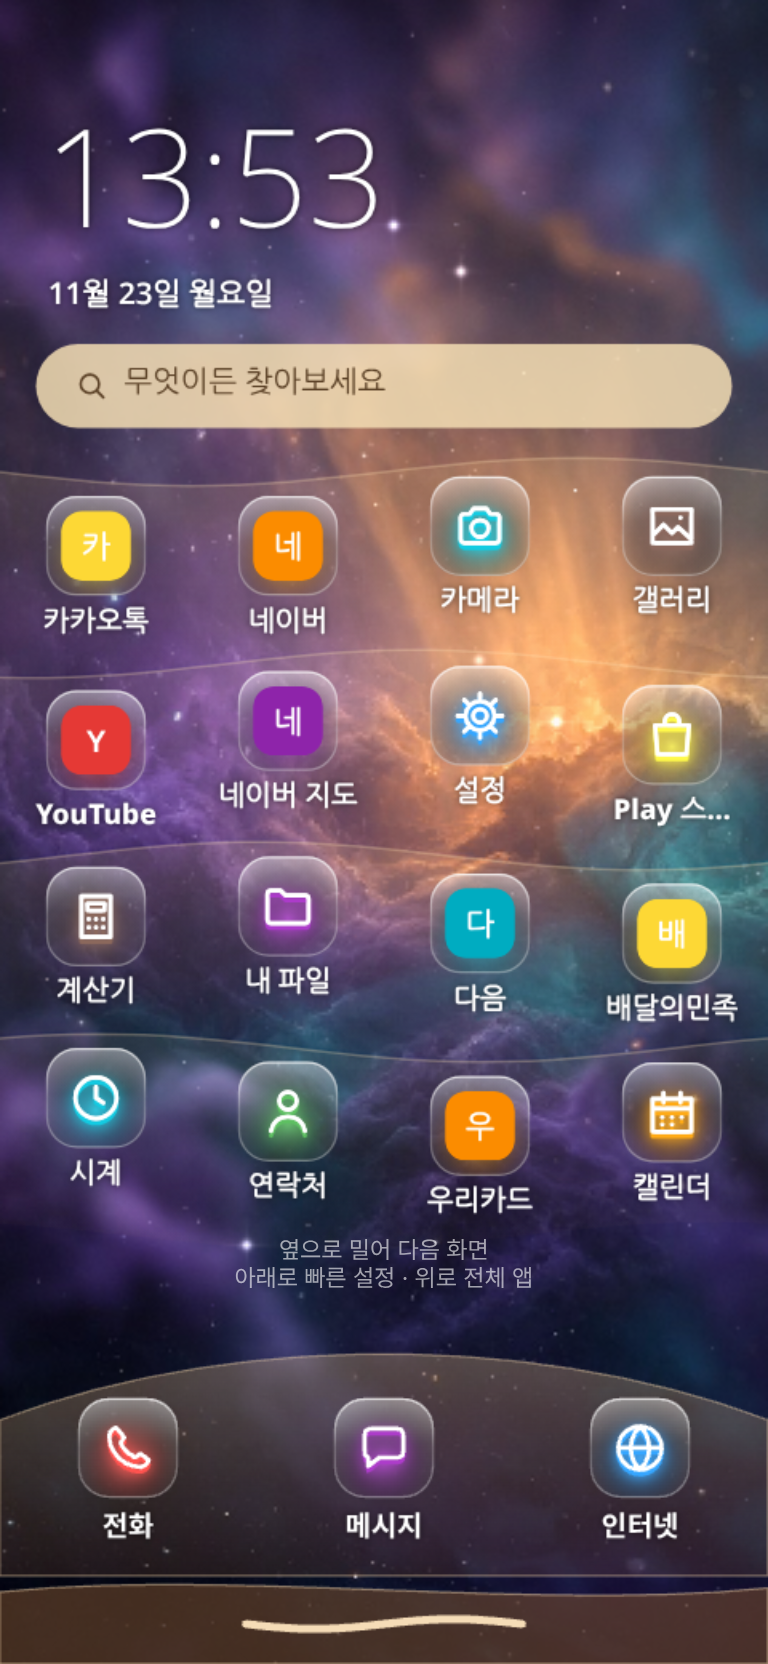 13:53
11월 23일 월요일
무엇이든 찾아보세요
카
네
카카오톡
네이버
카메라
갤러리
Y
네
YouTube
네이버 지도
설정
Play 스...
다
배
계산기
내 파일
다음
배달의민족
우
시계
연락처
우리카드
캘린더
옆으로 밀어 다음 화면
아래로 빠른 설정 · 위로 전체 앱
전화
메시지
인터넷